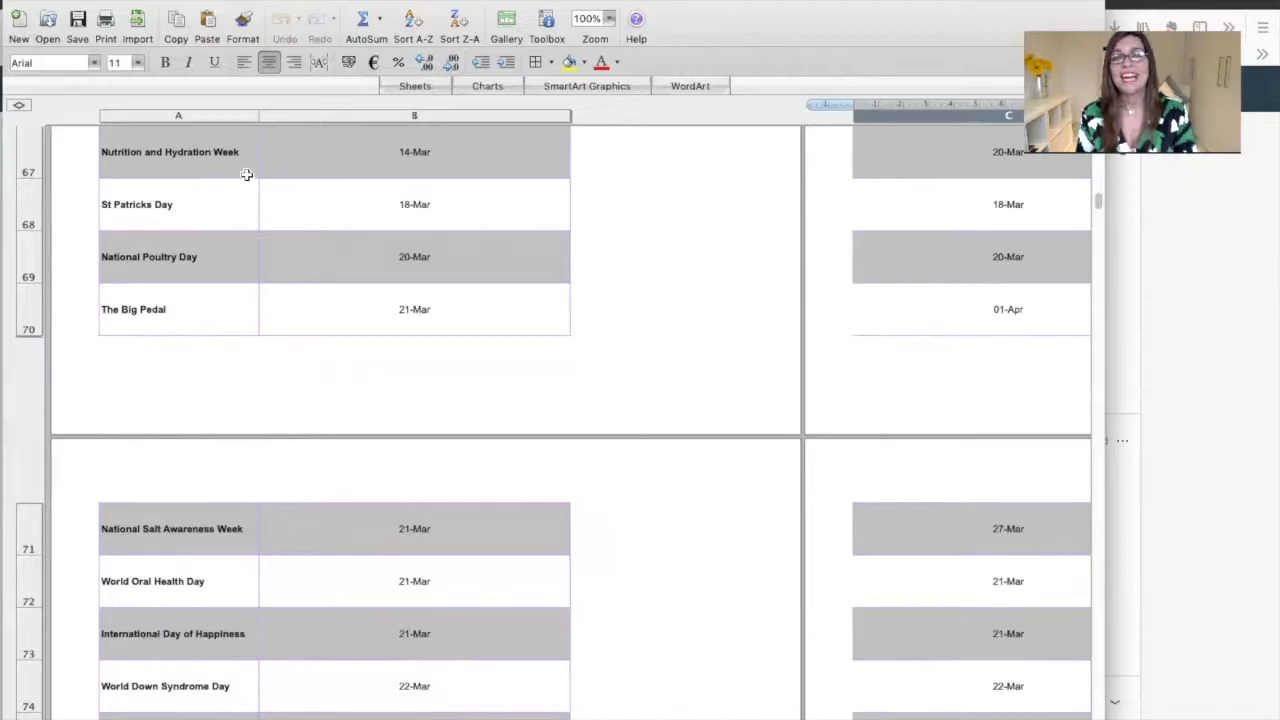 New Open Save Print Import Copy Paste Format Undo Redo AutoSum Sort A-Z Sort Z-A Gallery Toolbox Zoom Help
100%
Arial 11 B I U ABC € % .00
Sheets Charts SmartArt Graphics WordArt
A B C
67 Nutrition and Hydration Week 14-Mar 20-Mar
68 St Patricks Day 18-Mar 18-Mar
69 National Poultry Day 20-Mar 20-Mar
70 The Big Pedal 21-Mar 01-Apr
71 National Salt Awareness Week 21-Mar 27-Mar
72 World Oral Health Day 21-Mar 21-Mar
73 International Day of Happiness 21-Mar 21-Mar
74 World Down Syndrome Day 22-Mar 22-Mar